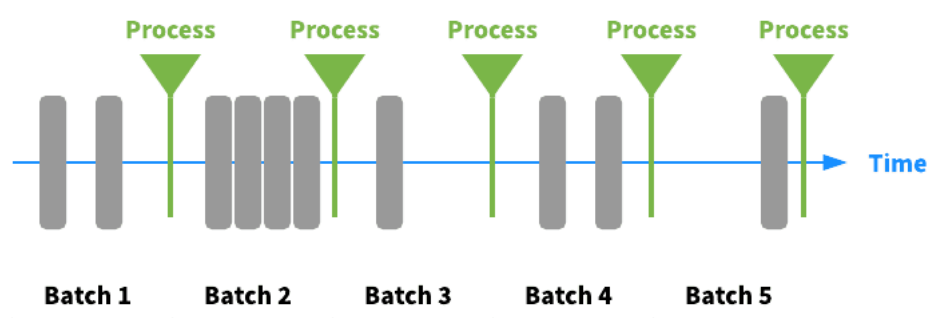 Process Process Process Process Process
Time
Batch 1 Batch 2 Batch 3 Batch 4 Batch 5